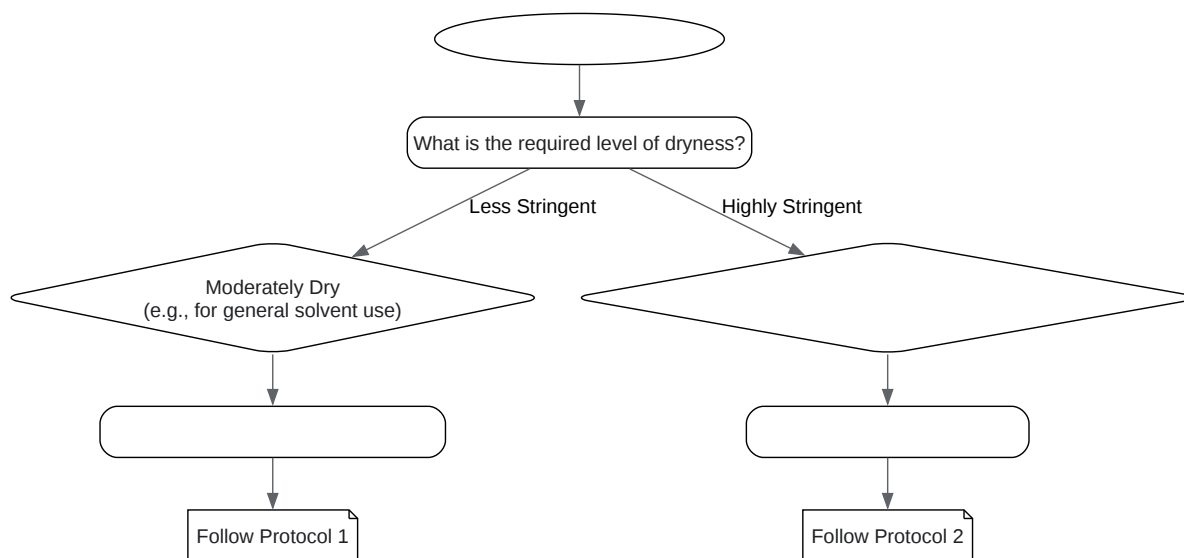 What is the required level of dryness?
Less Stringent
Highly Stringent
Moderately Dry
(e.g., for general solvent use)
Follow Protocol 1
Follow Protocol 2